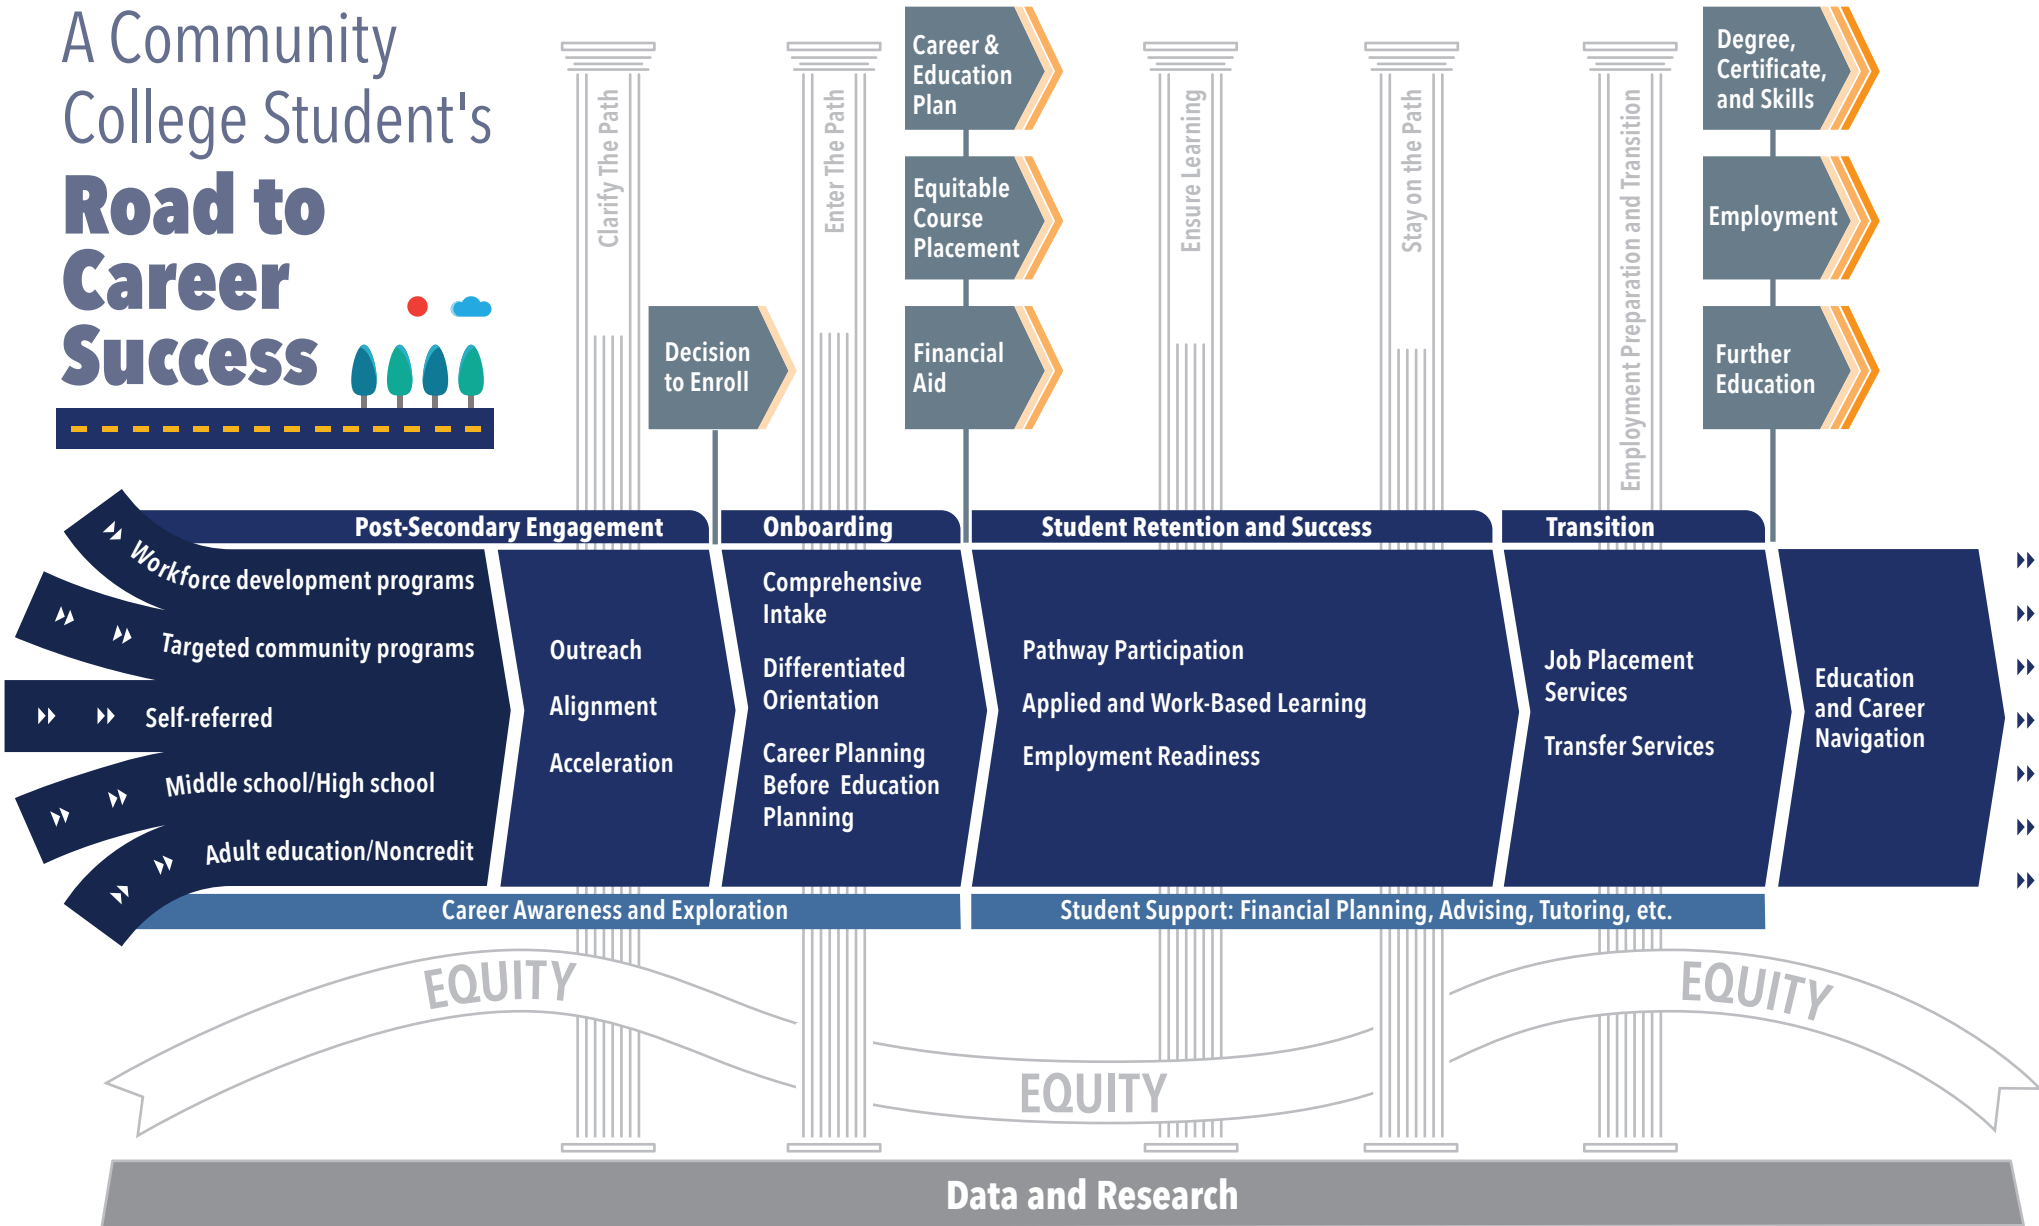 A Community
College Student's
Road to
Career
Success
Clarify The Path
Enter The Path
Ensure Learning
Stay on the Path
Employment Preparation and Transition
Decision
to Enroll
Career &
Education
Plan
Equitable
Course
Placement
Financial
Aid
Degree,
Certificate,
and Skills
Employment
Further
Education
Post-Secondary Engagement
Onboarding
Student Retention and Success
Transition
Workforce development programs
Targeted community programs
Self-referred
Middle school/High school
Adult education/Noncredit
Outreach
Alignment
Acceleration
Comprehensive
Intake
Differentiated
Orientation
Career Planning
Before Education
Planning
Pathway Participation
Applied and Work-Based Learning
Employment Readiness
Job Placement
Services
Transfer Services
Education
and Career
Navigation
Career Awareness and Exploration
Student Support: Financial Planning, Advising, Tutoring, etc.
EQUITY
EQUITY
EQUITY
Data and Research